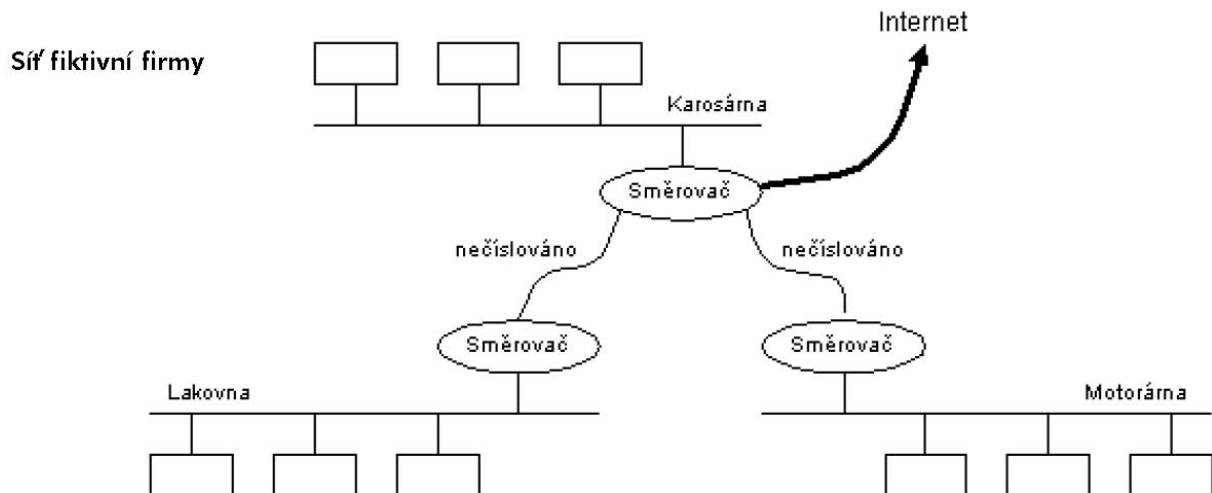 Internet
Síť fiktivní firmy
Karosárna
Směrovač
nečíslováno
nečíslováno
Směrovač
Směrovač
Lakovna
Motorárna